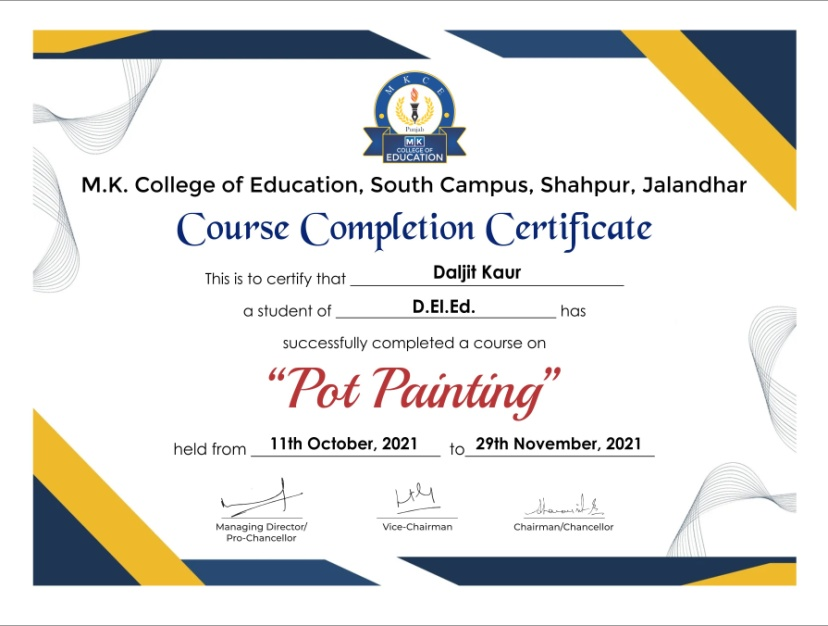 M K C E
Punjab
MK
COLLEGE OF
EDUCATION
M.K. College of Education, South Campus, Shahpur, Jalandhar
Course Completion Certificate
This is to certify that Daljit Kaur
a student of D.El.Ed. has
successfully completed a course on
“Pot Painting”
held from 11th October, 2021 to 29th November, 2021
Managing Director/ Vice-Chairman Chairman/Chancellor
Pro-Chancellor